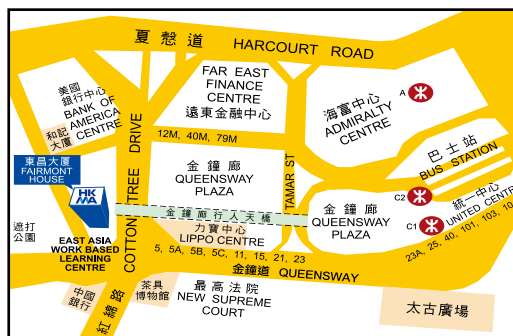 夏慤道 HARCOURT ROAD
美國
銀行中心
BANK OF
AMERICA
CENTRE
和記
大廈
FAR EAST
FINANCE
CENTRE
遠東金融中心
海富中心
ADMIRALTY
CENTRE
A
12M, 40M, 79M
COTTON TREE DRIVE
紅綿路
東昌大廈
FAIRMONT
HOUSE
HK
MA
金鐘廊
QUEENSWAY
PLAZA
TAMAR ST
巴士站
BUS STATION
C2
C1
統一中心
UNITED CENTRE
金鐘廊
QUEENSWAY
PLAZA
金鐘廊行人天橋
力寶中心
LIPPO CENTRE
遮打
公園
EAST ASIA
WORK BASED
LEARNING
CENTRE
5, 5A, 5B, 5C, 11, 15, 21, 23
23A, 25, 40, 101, 103, 10
金鐘道 QUEENSWAY
中國
銀行
茶具
博物館
最高法院
NEW SUPREME
COURT
太古廣場